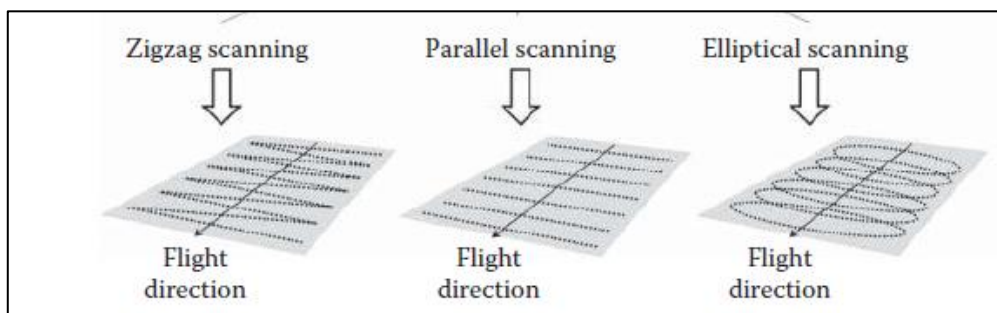 Zigzag scanning
Parallel scanning
Elliptical scanning
Flight
direction
Flight
direction
Flight
direction